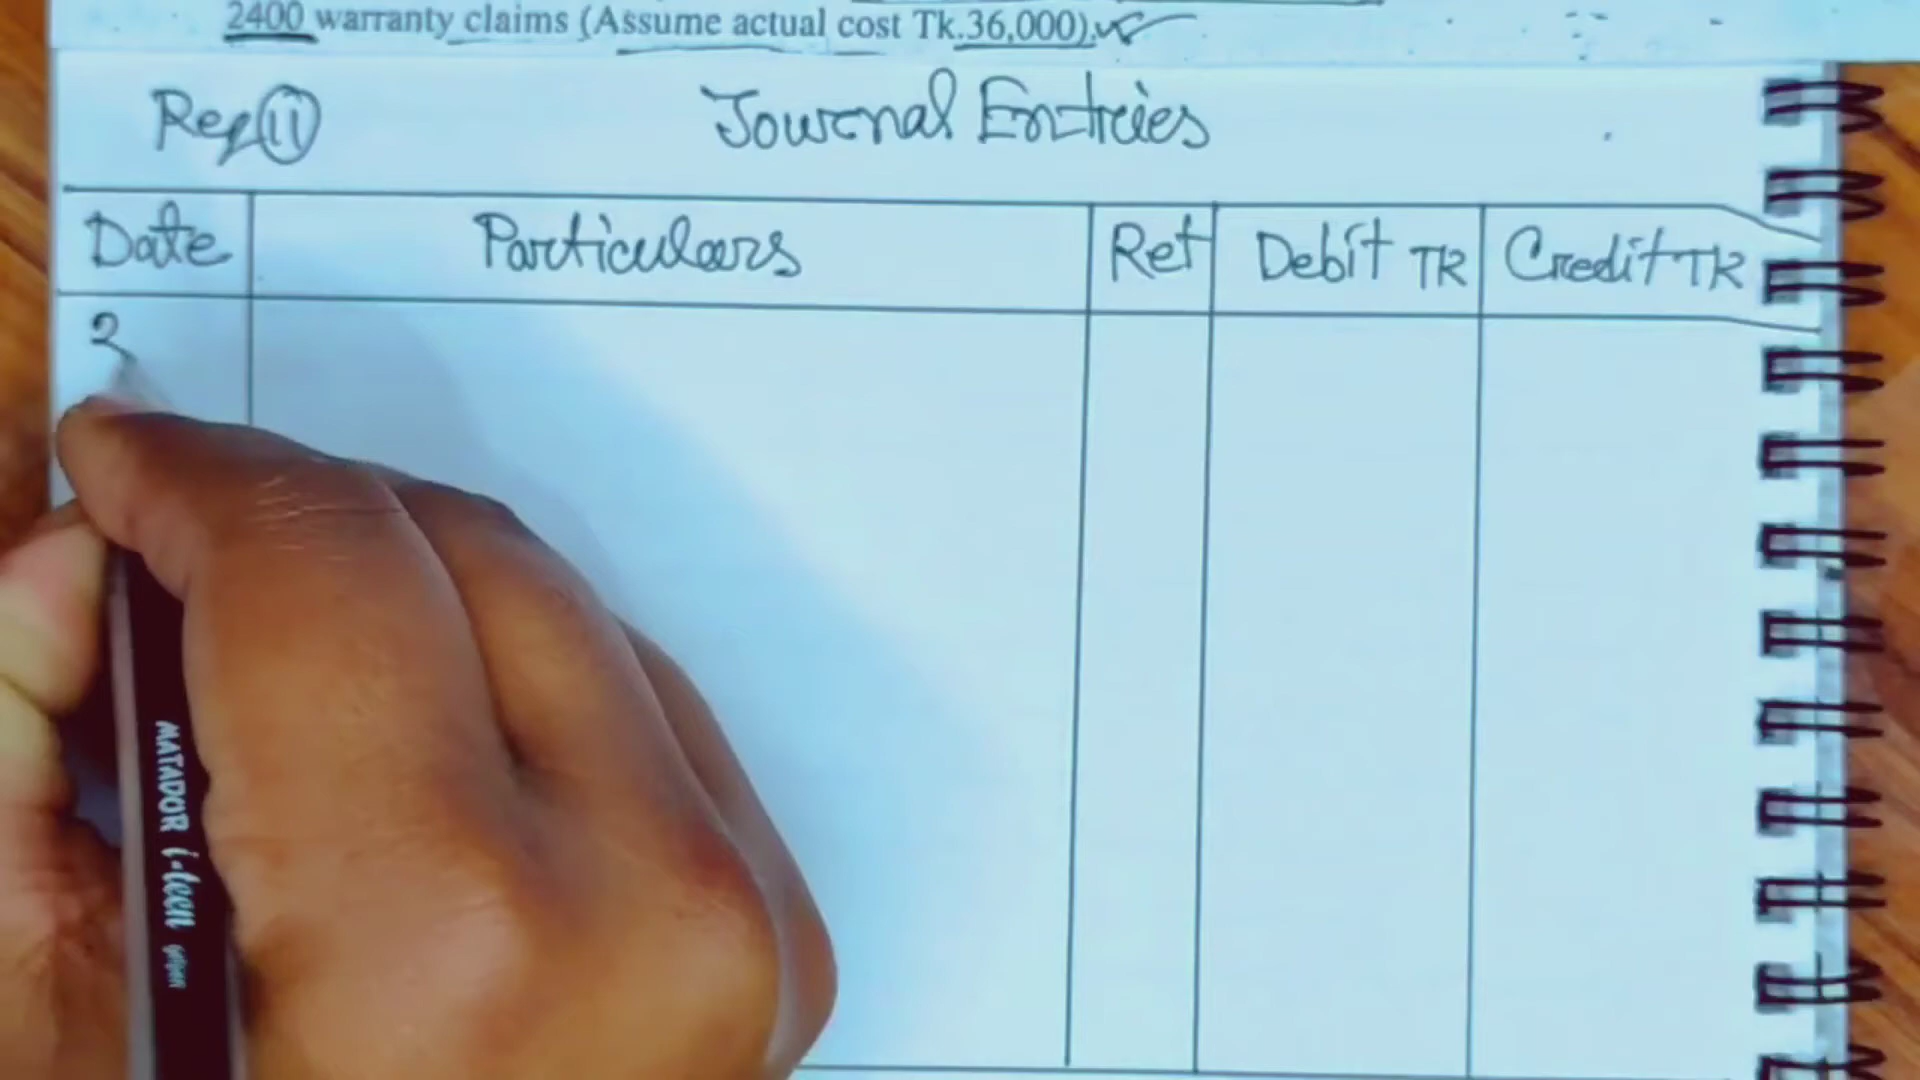 2400 warranty claims (Assume actual cost Tk.36,000).
Req (ii) Journal Entries
Date Particulars Ref Debit TK Credit TK
2
MATADOR i-teen